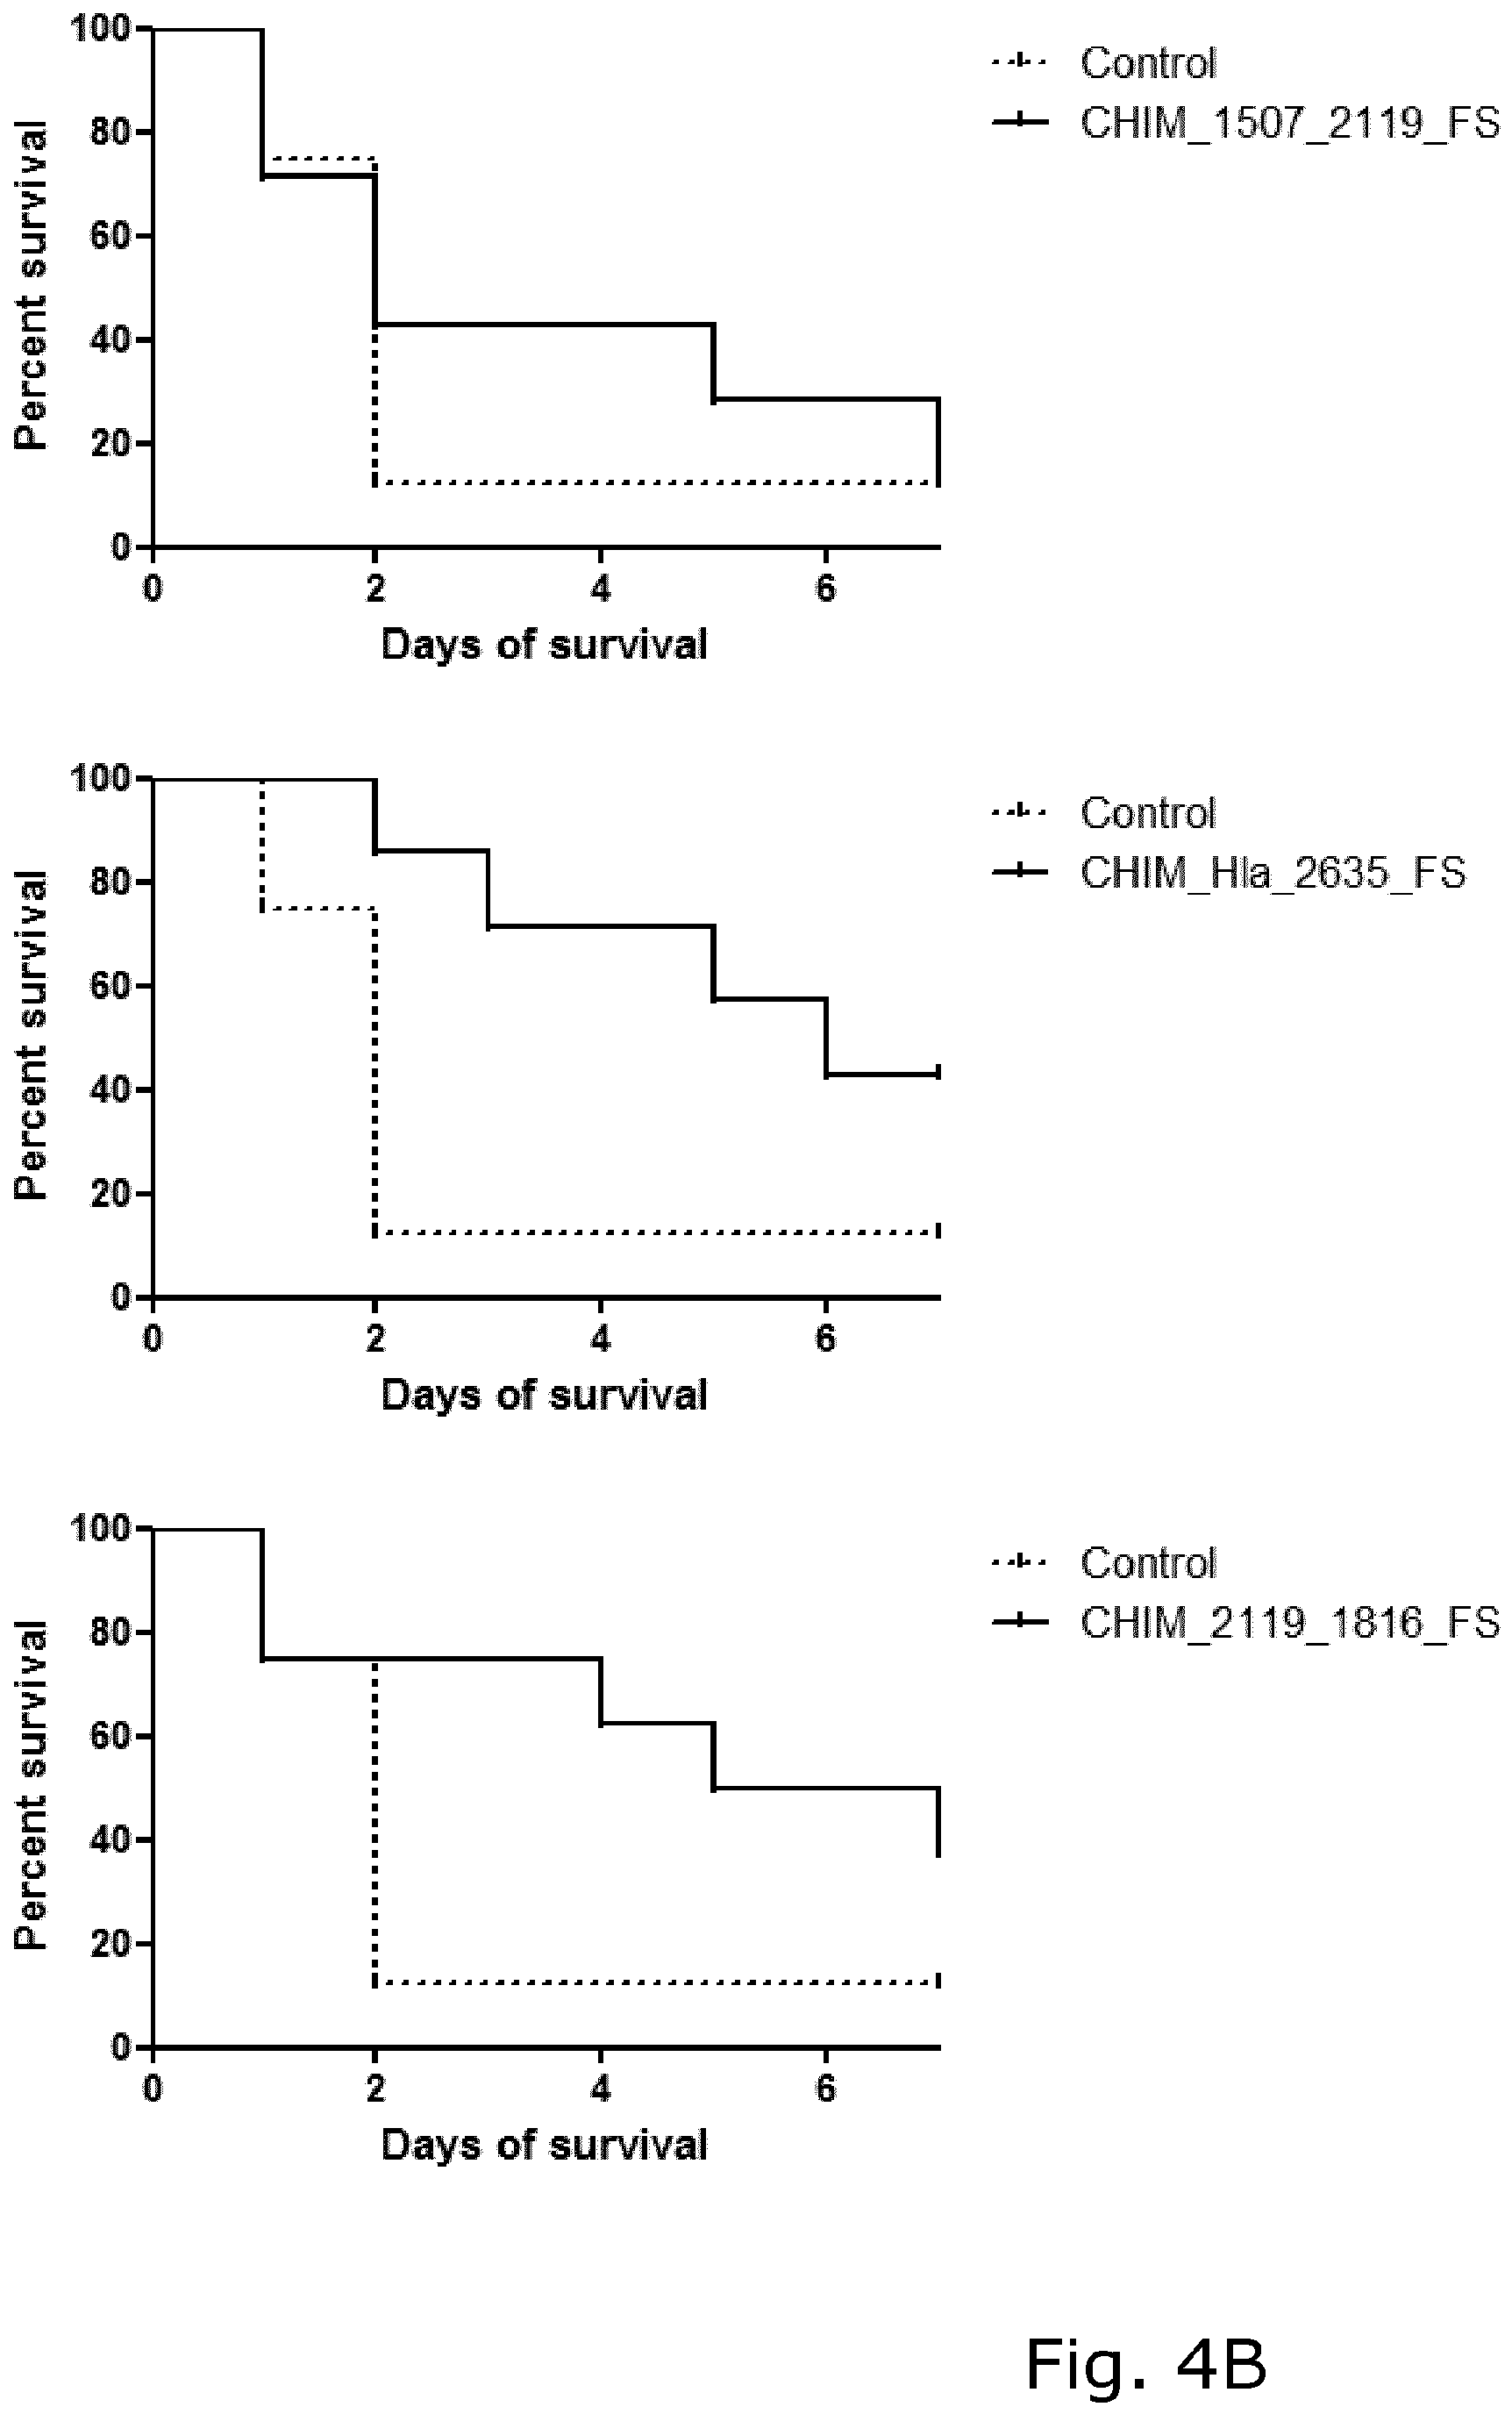 100
80
60
40
20
0
Percent survival
0 2 4 6
Days of survival
Control
CHIM_1507_2119_FS
100
80
60
40
20
0
Percent survival
0 2 4 6
Days of survival
Control
CHIM_Hla_2635_FS
100
80
60
40
20
0
Percent survival
0 2 4 6
Days of survival
Control
CHIM_2119_1816_FS
Fig. 4B